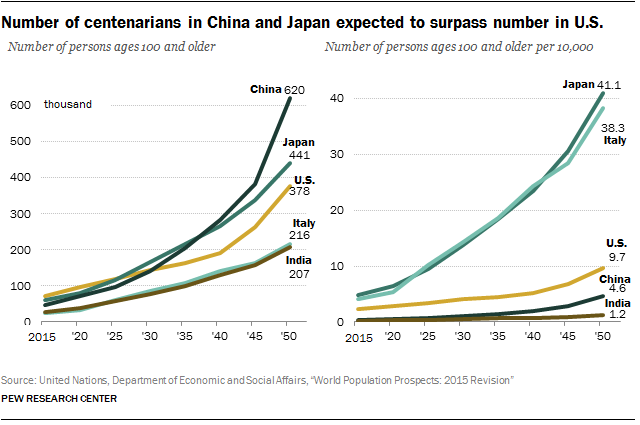 Number of centenarians in China and Japan expected to surpass number in U.S.
Number of persons ages 100 and older
600 thousand
500
400
300
200
100
0
2015 '20 '25 '30 '35 '40 '45 '50
China 620
Japan
441
U.S.
378
Italy
216
India
207
Number of persons ages 100 and older per 10,000
40
30
20
10
0
2015 '20 '25 '30 '35 '40 '45 '50
Japan 41.1
38.3
Italy
U.S.
9.7
China
4.6
India
1.2
Source: United Nations, Department of Economic and Social Affairs, “World Population Prospects: 2015 Revision”
PEW RESEARCH CENTER